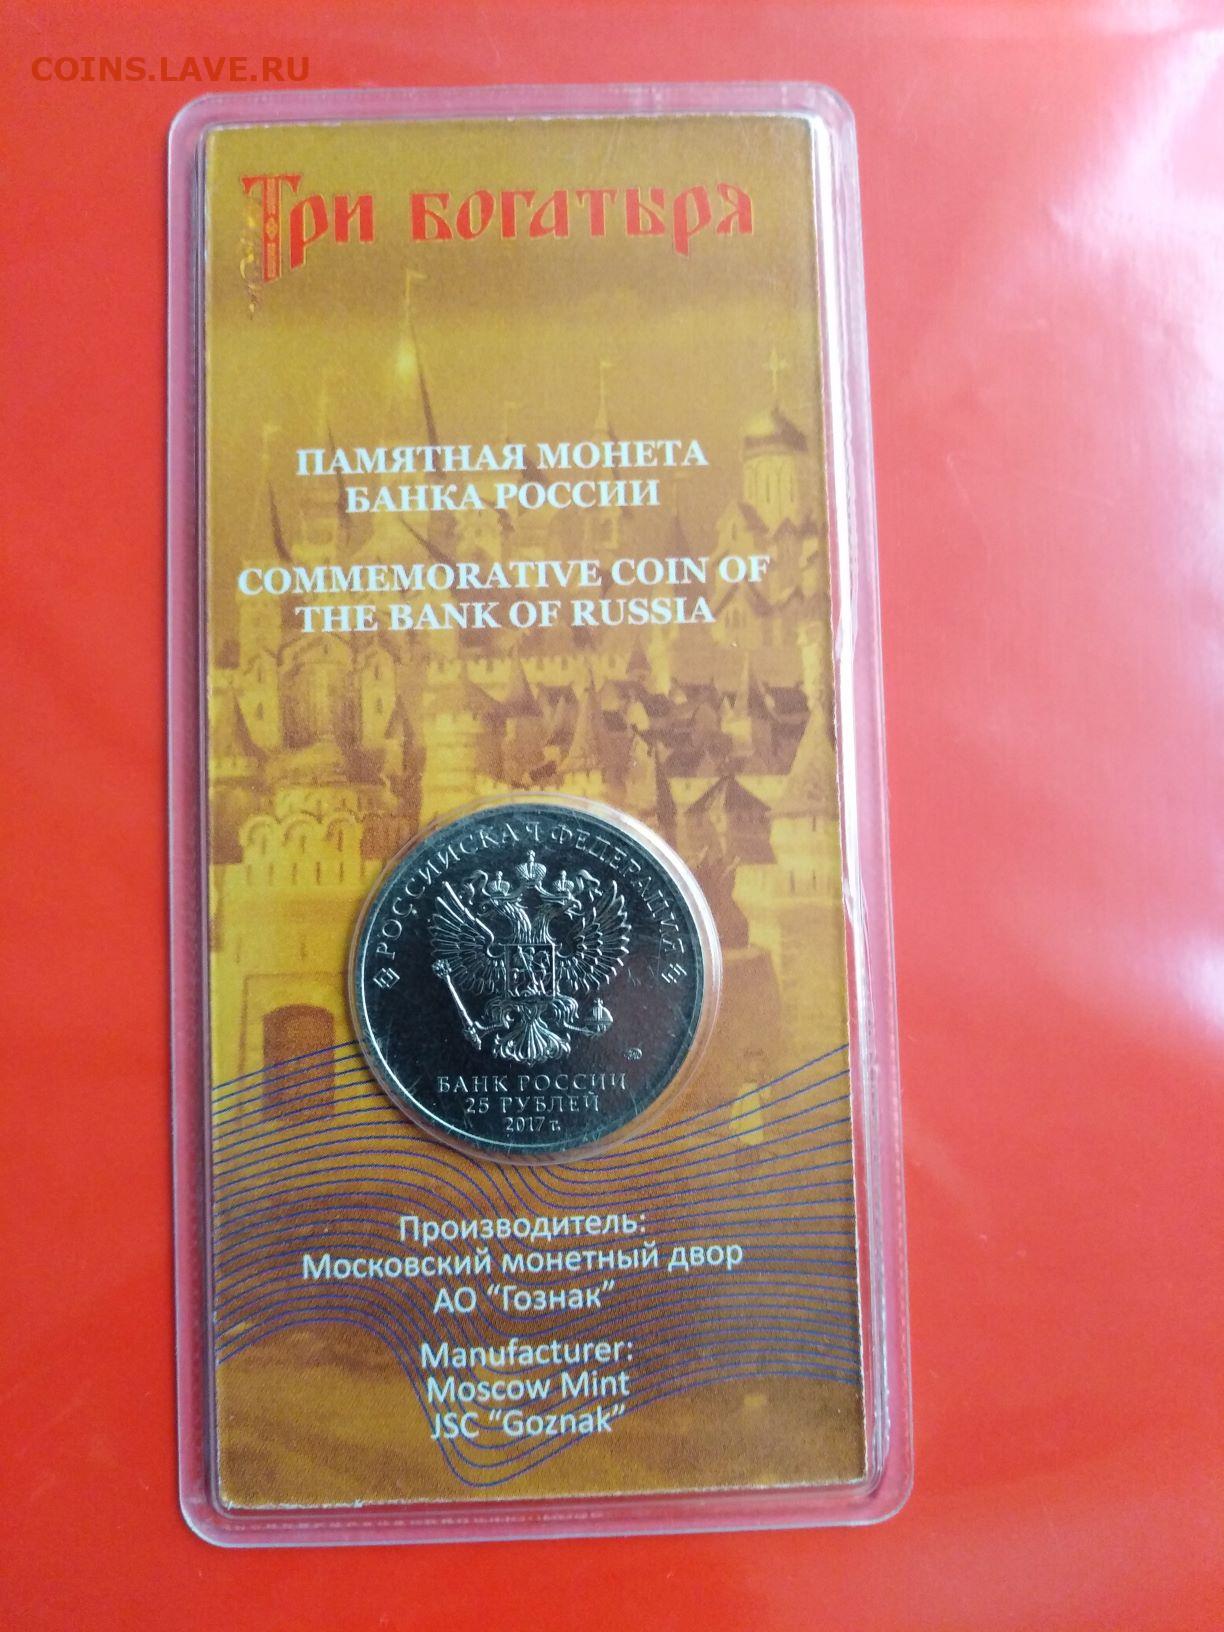 COINS.LAVE.RU
Три богатыря
ПАМЯТНАЯ МОНЕТА
БАНКА РОССИИ
COMMEMORATIVE COIN OF
THE BANK OF RUSSIA
РОССИЙСКАЯ ФЕДЕРАЦИЯ
БАНК РОССИИ
25 РУБЛЕЙ
2017 г.
Производитель:
Московский монетный двор
АО “Гознак”
Manufacturer:
Moscow Mint
JSC “Goznak”